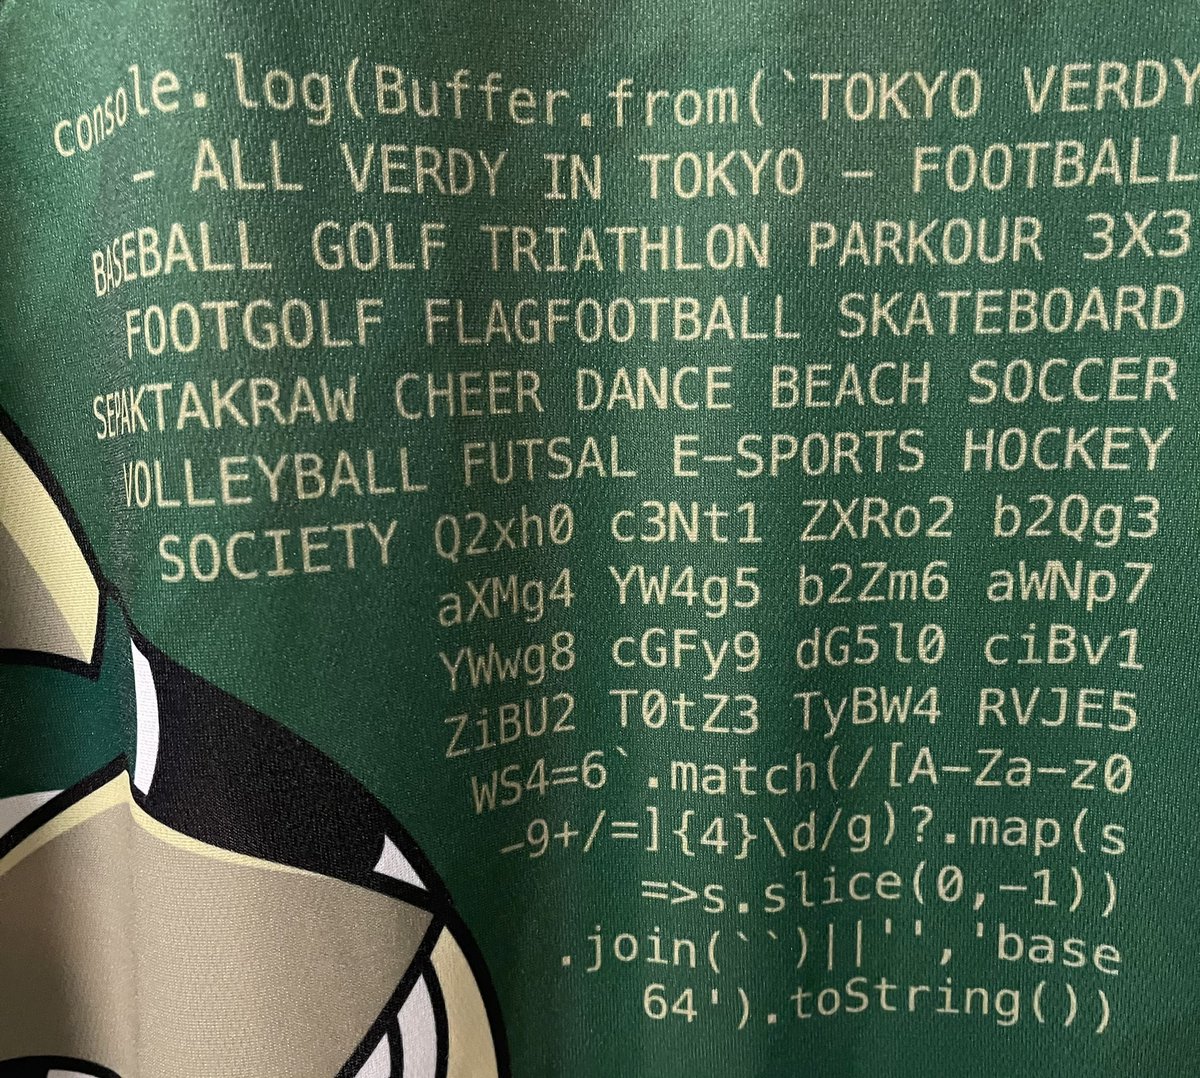 console.log(Buffer.from(`TOKYO VERDY
- ALL VERDY IN TOKYO - FOOTBALL
BASEBALL GOLF TRIATHLON PARKOUR 3X3
FOOTGOLF FLAGFOOTBALL SKATEBOARD
SEPAKTAKRAW CHEER DANCE BEACH SOCCER
VOLLEYBALL FUTSAL E-SPORTS HOCKEY
SOCIETY Q2xh0 c3Nt1 ZXRo2 b2Qg3
aXMg4 YW4g5 b2Zm6 aWNp7
YWwg8 cGFy9 dG5l0 ciBv1
ZiBU2 T0tZ3 TyBW4 RVJE5
WS4=6`.match(/[A-Za-z0
-9+/=]{4}\d/g)?.map(s
=>s.slice(0,-1))
.join(``)||'','base
64').toString())